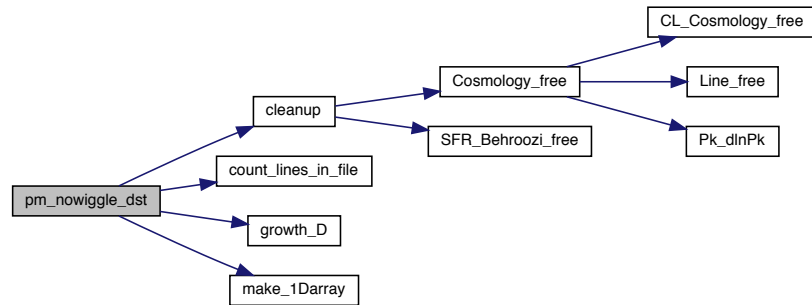 CL_Cosmology_free
Cosmology_free
Line_free
cleanup
SFR_Behroozi_free
Pk_dlnPk
count_lines_in_file
pm_nowiggle_dst
growth_D
make_1Darray